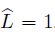 L̂ = 1.